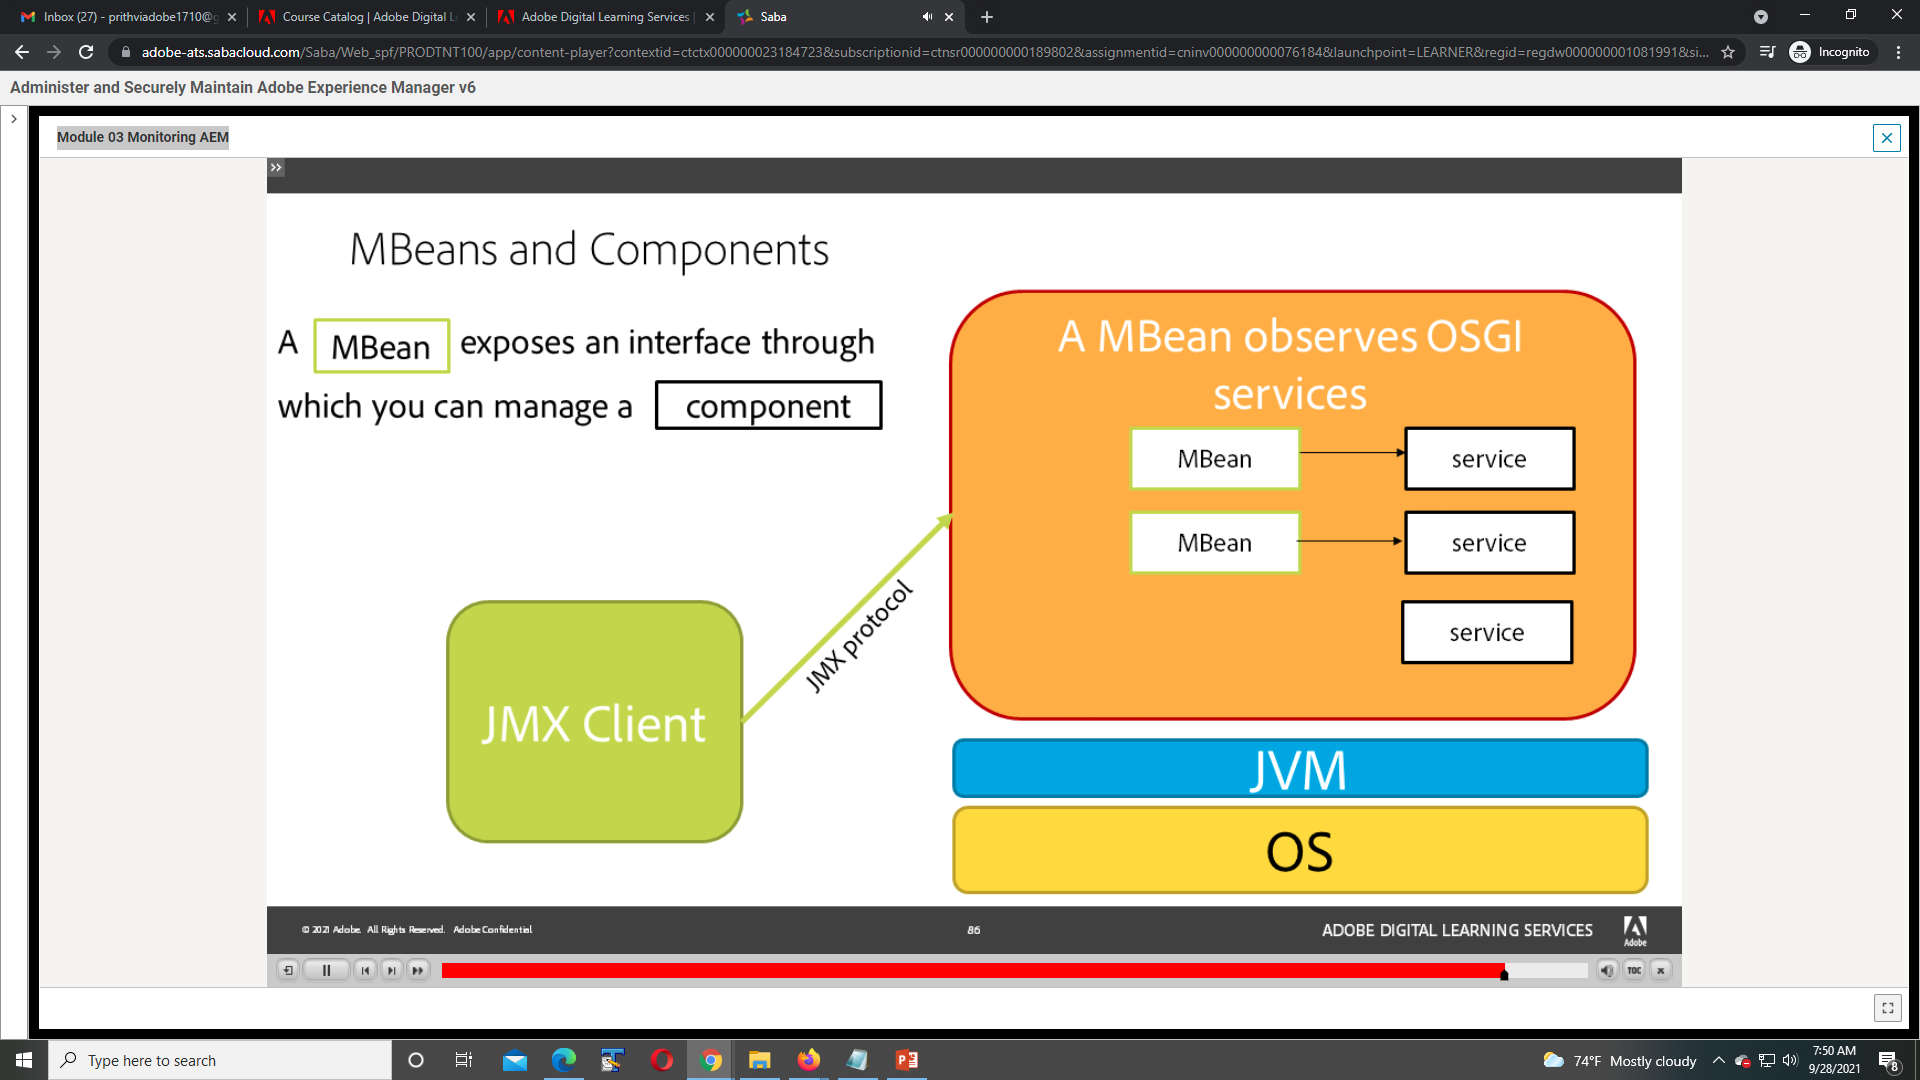 Inbox (27) - prithviadobe1710@g
Course Catalog | Adobe Digital L
Adobe Digital Learning Services |
Saba
adobe-ats.sabacloud.com/Saba/Web_spf/PRODTNT100/app/content-player?contextid=ctctx000000023184723&subscriptionid=ctnsr000000000189802&assignmentid=cninv000000000076184&launchpoint=LEARNER&regid=regdw000000001081991&si...
Incognito
Administer and Securely Maintain Adobe Experience Manager v6
Module 03 Monitoring AEM
MBeans and Components
A MBean exposes an interface through
which you can manage a component
A MBean observes OSGI
services
MBean
service
MBean
service
service
JMX protocol
JMX Client
JVM
OS
© 2021 Adobe. All Rights Reserved. Adobe Confidential.
86
ADOBE DIGITAL LEARNING SERVICES
Adobe
TOC
Type here to search
74°F Mostly cloudy
7:50 AM
9/28/2021
8